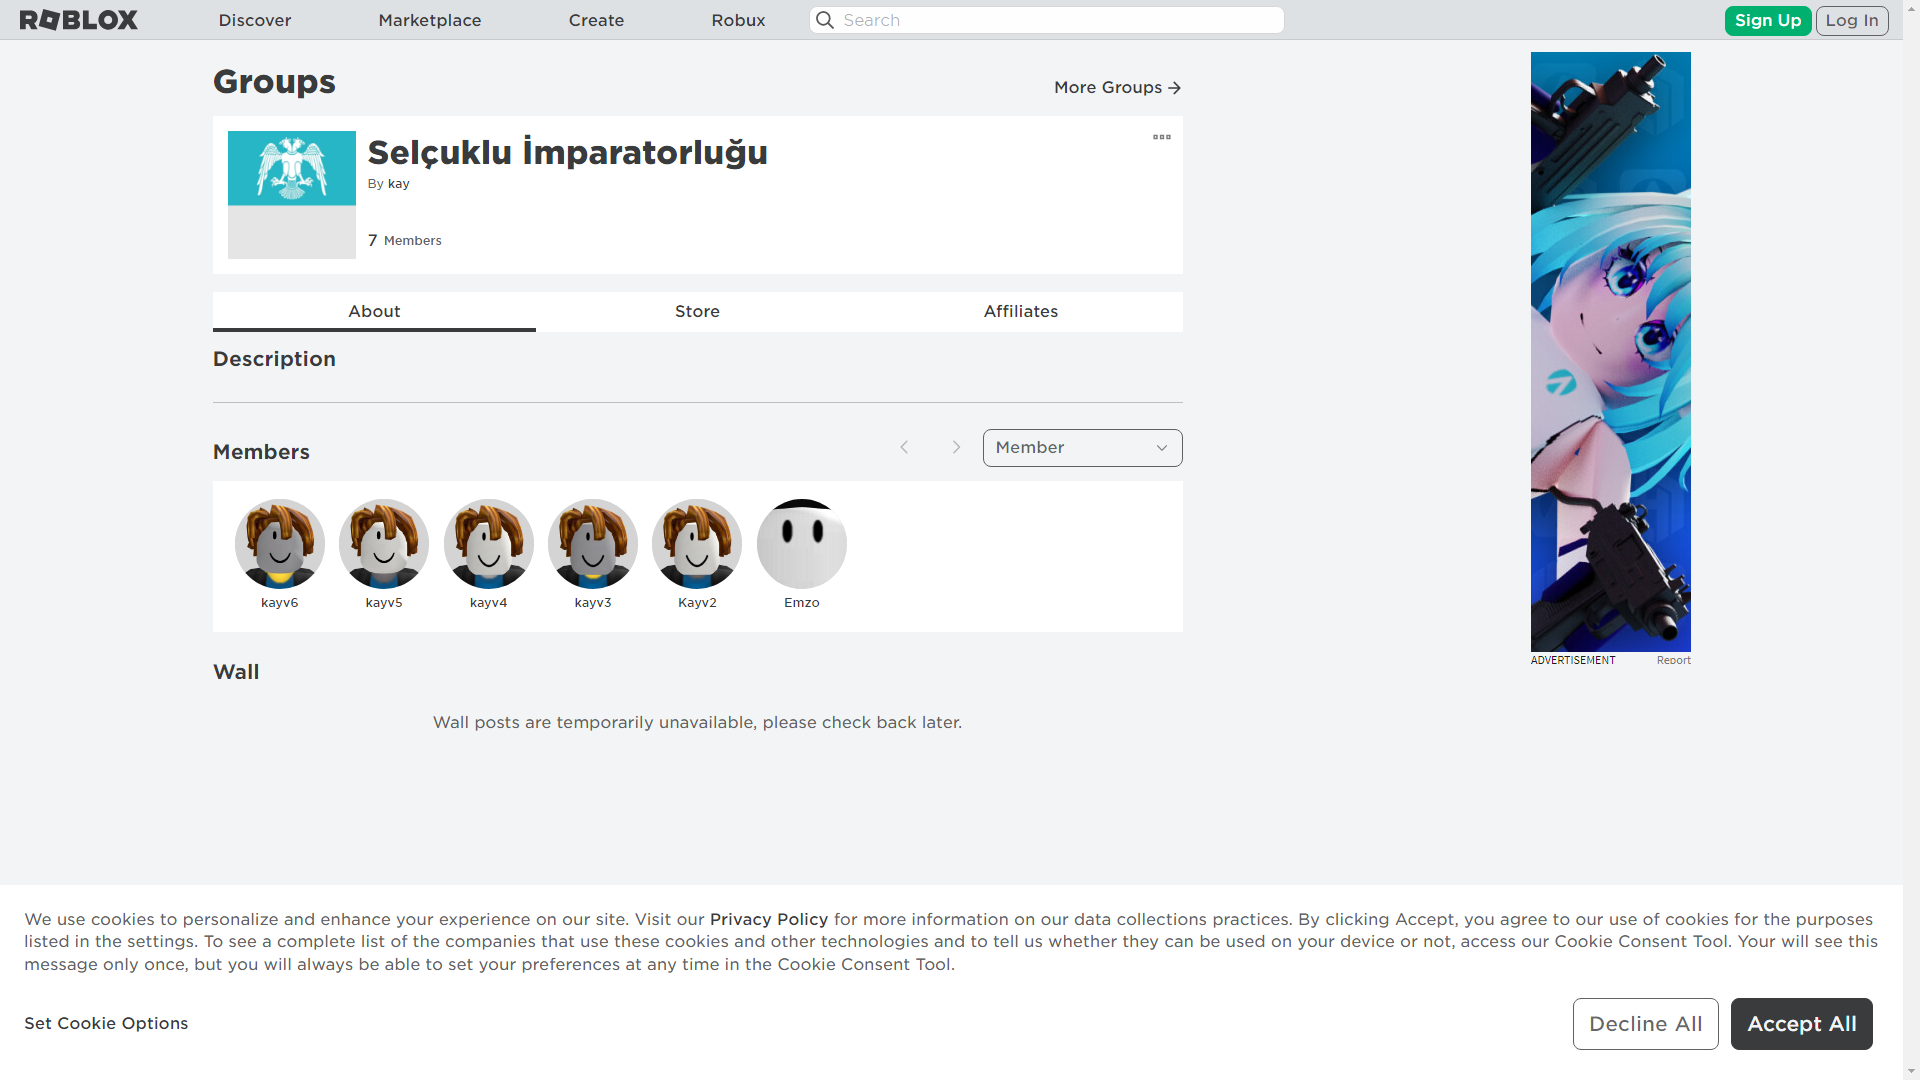 ROBLOX
Discover
Marketplace
Create
Robux
Search
Sign Up
Log In
Groups
More Groups
Selçuklu İmparatorluğu
By kay
7 Members
About
Store
Affiliates
Description
Members
Member
kayv6
kayv5
kayv4
kayv3
Kayv2
Emzo
ADVERTISEMENT
Report
Wall
Wall posts are temporarily unavailable, please check back later.
We use cookies to personalize and enhance your experience on our site. Visit our Privacy Policy for more information on our data collections practices. By clicking Accept, you agree to our use of cookies for the purposes
listed in the settings. To see a complete list of the companies that use these cookies and other technologies and to tell us whether they can be used on your device or not, access our Cookie Consent Tool. Your will see this
message only once, but you will always be able to set your preferences at any time in the Cookie Consent Tool.
Set Cookie Options
Decline All
Accept All